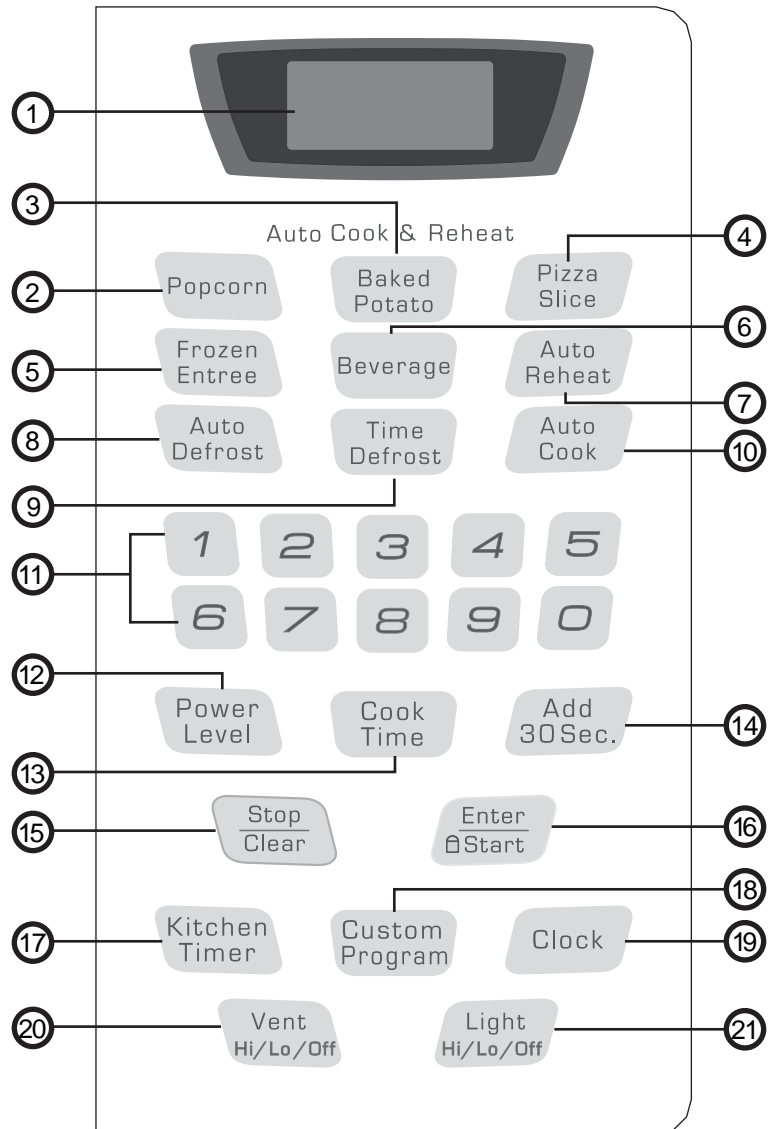 1
3
Auto Cook & Reheat
4
2
Popcorn
Baked
Potato
Pizza
Slice
6
5
Frozen
Entree
Beverage
Auto
Reheat
7
8
Auto
Defrost
Time
Defrost
Auto
Cook
10
9
11
1 2 3 4 5
6 7 8 9 0
12
Power
Level
Cook
Time
Add
30Sec.
14
13
15
Stop
Clear
Enter
Start
16
18
17
Kitchen
Timer
Custom
Program
Clock
19
20
Vent
Hi/Lo/Off
Light
Hi/Lo/Off
21